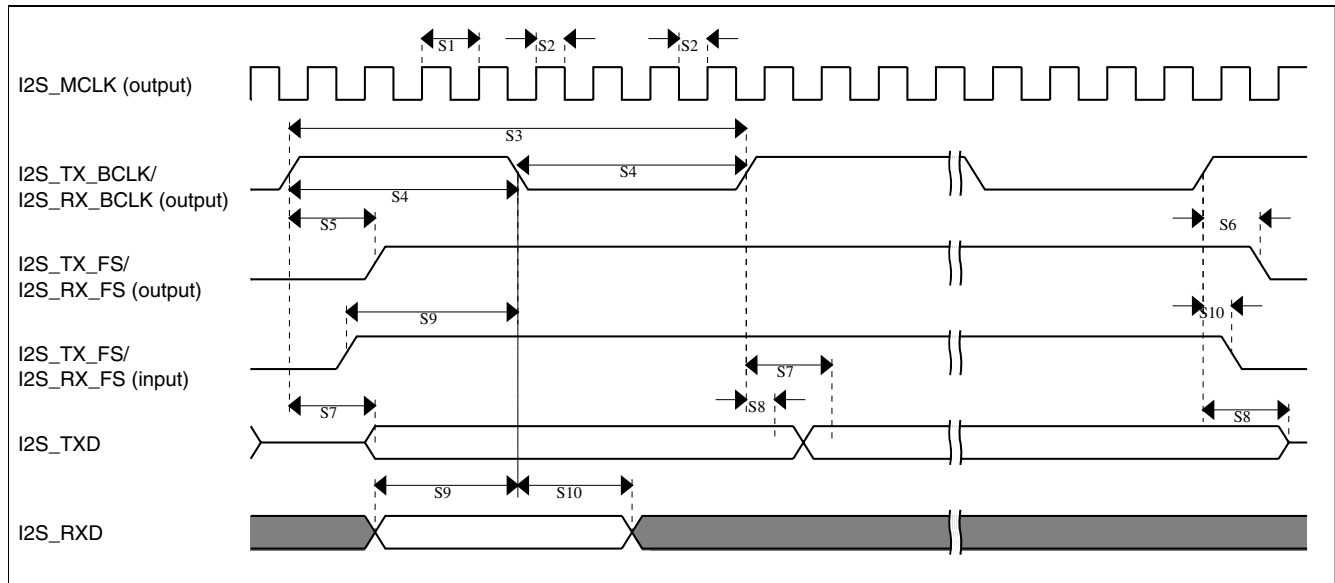 S1
S2
S2
I2S_MCLK (output)
S3
I2S_TX_BCLK/
I2S_RX_BCLK (output)
S4
S4
S5
S6
I2S_TX_FS/
I2S_RX_FS (output)
S9
S10
I2S_TX_FS/
I2S_RX_FS (input)
S7
S7
S8
S8
I2S_TXD
S9
S10
I2S_RXD